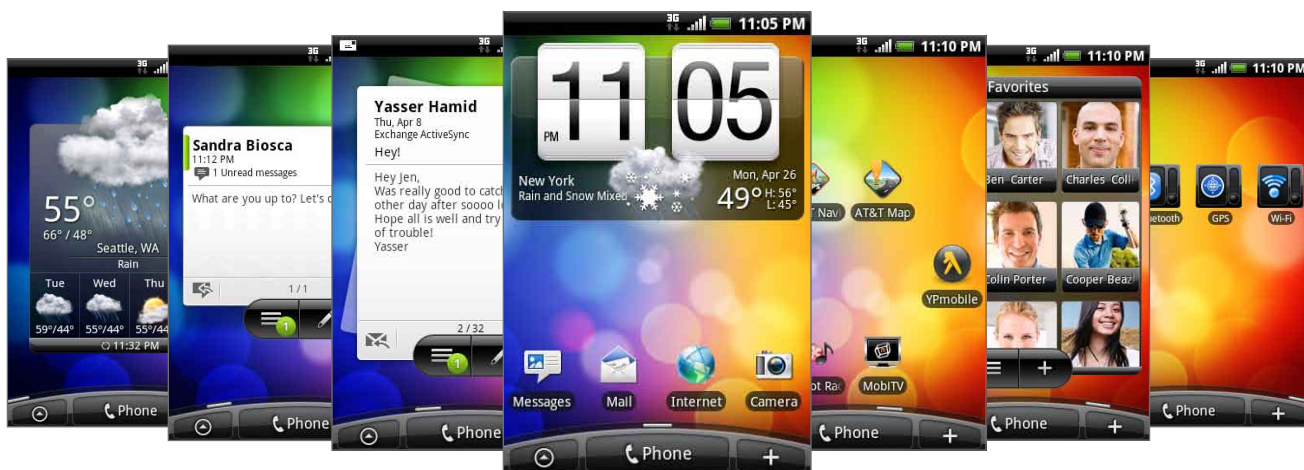 3G
55°
66° / 48°
Seattle, WA
Rain
Tue Wed Thu
59°/44° 55°/44° 55°/44
11:32 PM
Phone
3G
Sandra Biosca
11:12 PM
1 Unread messages
What are you up to? Let's
1 / 1
1
Phone
3G
Yasser Hamid
Thu, Apr 8
Exchange ActiveSync
Hey!
Hey Jen,
Was really good to catch
other day after soooo
Hope all is well and try
of trouble!
Yasser
2 / 32
1
Phone
3G 11:05 PM
PM 11 05
New York
Rain and Snow Mixed
Mon, Apr 26
49° H: 56°
L: 45°
Messages Mail Internet Camera
Phone
3G 11:10 PM
AT&T Map
YPmobile
MobiTV
Phone
3G 11:10 PM
Favorites
Ben Carter Charles Coll
Colin Porter Cooper Beaz
Phone
3G 11:10 PM
uetooth GPS Wi-Fi
Phone